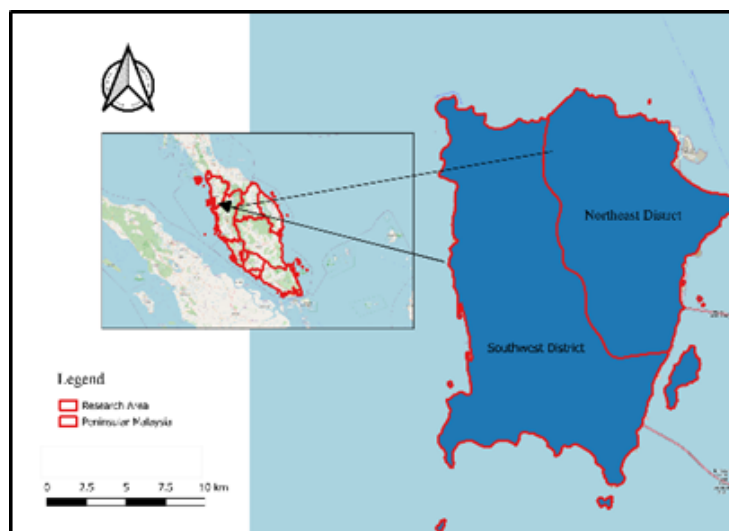 Northeast District
Southwest District
Legend
Research Area
Peninsular Malaysia
0 2.5 5 7.5 10 km